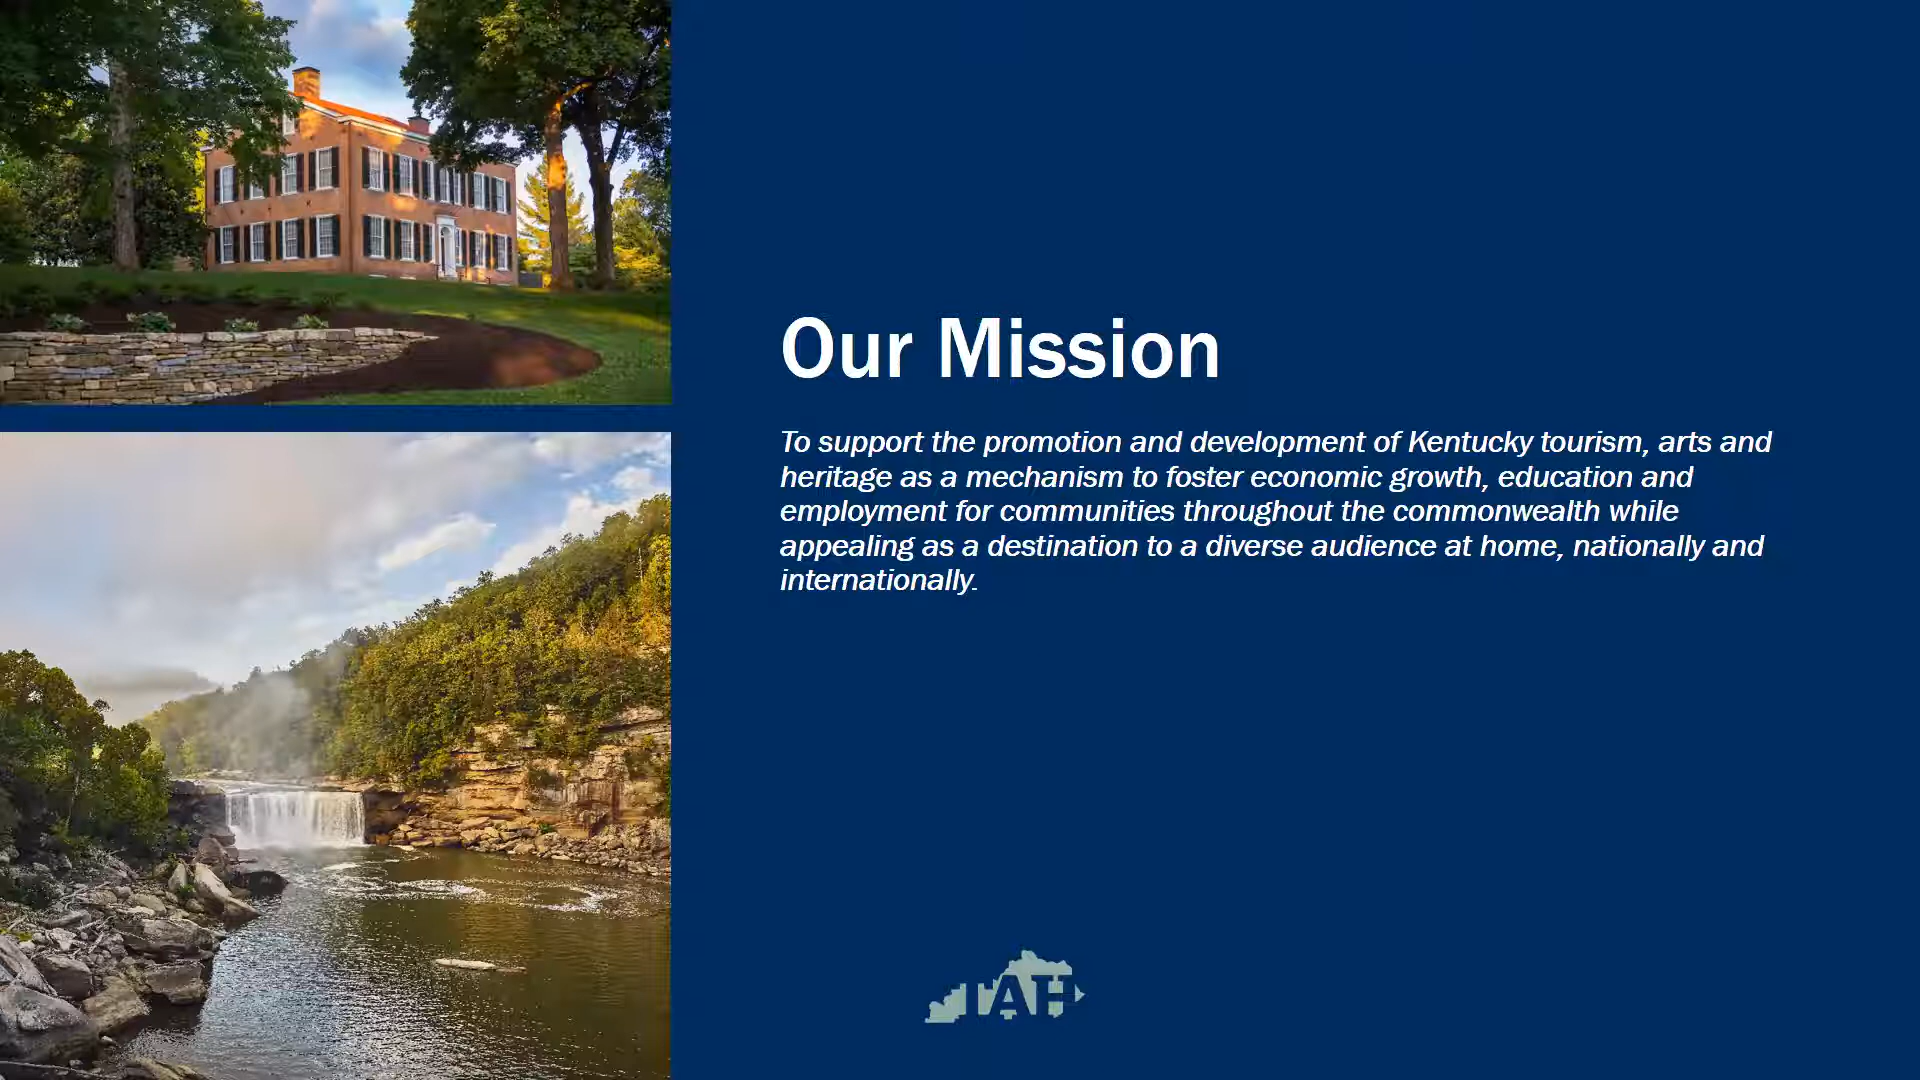 Our Mission
To support the promotion and development of Kentucky tourism, arts and
heritage as a mechanism to foster economic growth, education and
employment for communities throughout the commonwealth while
appealing as a destination to a diverse audience at home, nationally and
internationally.
TAH